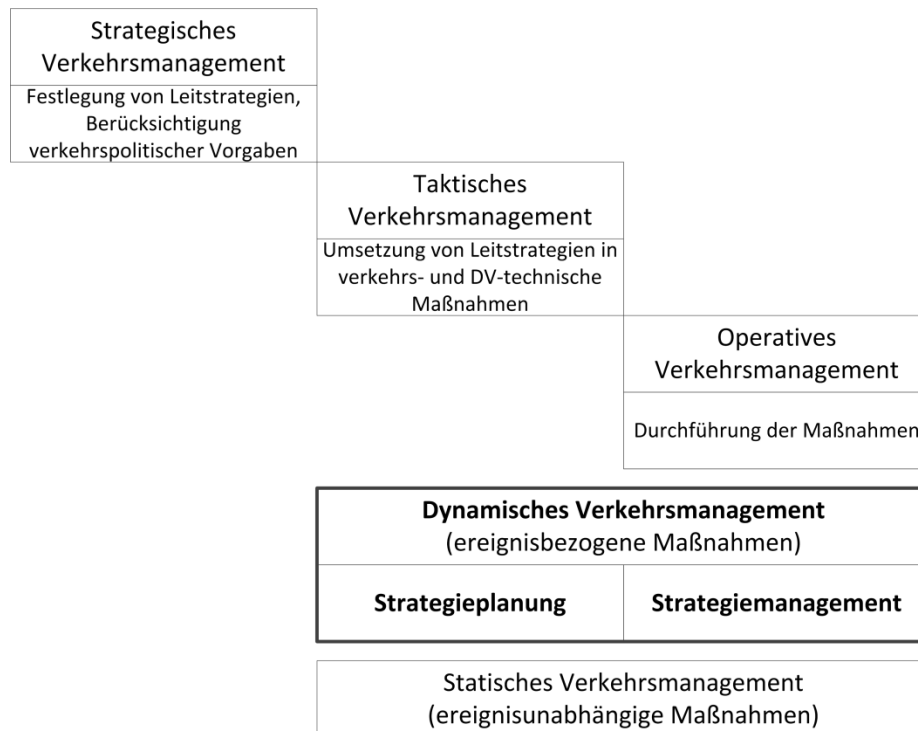 Strategisches
Verkehrsmanagement
Festlegung von Leitstrategien,
Berücksichtigung
verkehrspolitischer Vorgaben
Taktisches
Verkehrsmanagement
Umsetzung von Leitstrategien in
verkehrs- und DV-technische
Maßnahmen
Operatives
Verkehrsmanagement
Durchführung der Maßnahmen
Dynamisches Verkehrsmanagement
(ereignisbezogene Maßnahmen)
Strategieplanung
Strategiemanagement
Statisches Verkehrsmanagement
(ereignisunabhängige Maßnahmen)